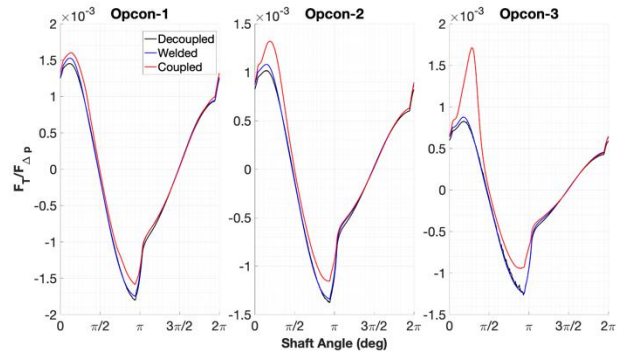 Opcon-1
Opcon-2
Opcon-3
×10⁻³
×10⁻³
×10⁻³
2
1.5
1
0.5
0
-0.5
-1
-1.5
-2
1.5
1
0.5
0
-0.5
-1
-1.5
2
1.5
1
0.5
0
-0.5
-1
-1.5
Decoupled
Welded
Coupled
F_T/F_Δp
0 π/2 π 3π/2 2π
0 π/2 π 3π/2 2π
0 π/2 π 3π/2 2π
Shaft Angle (deg)